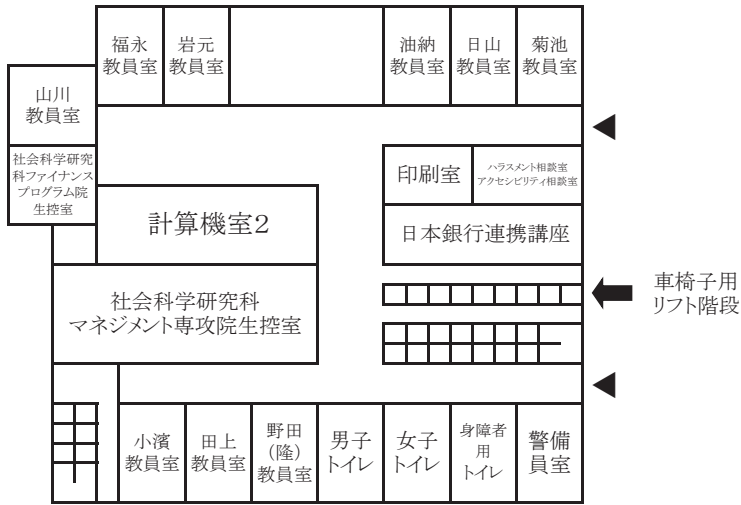 福永
教員室
岩元
教員室
油納
教員室
日山
教員室
菊池
教員室
山川
教員室
社会科学研究
科ファイナンス
プログラム院
生控室
印刷室
ハラスメント相談室
アクセシビリティ相談室
計算機室2
日本銀行連携講座
社会科学研究科
マネジメント専攻院生控室
車椅子用
リフト階段
小濱
教員室
田上
教員室
野田
(隆)
教員室
男子
トイレ
女子
トイレ
身障者
用
トイレ
警備
員室